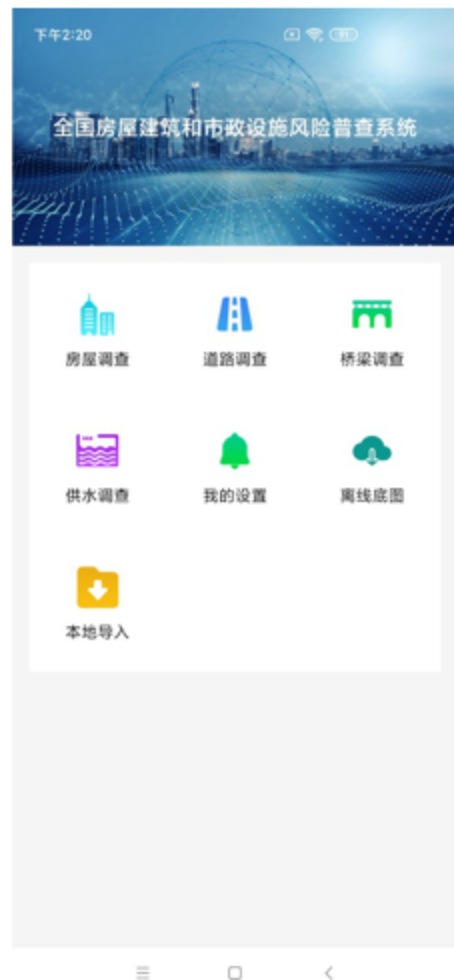 下午2:20
91
全国房屋建筑和市政设施风险普查系统
房屋调查 道路调查 桥梁调查
供水调查 我的设置 离线底图
本地导入